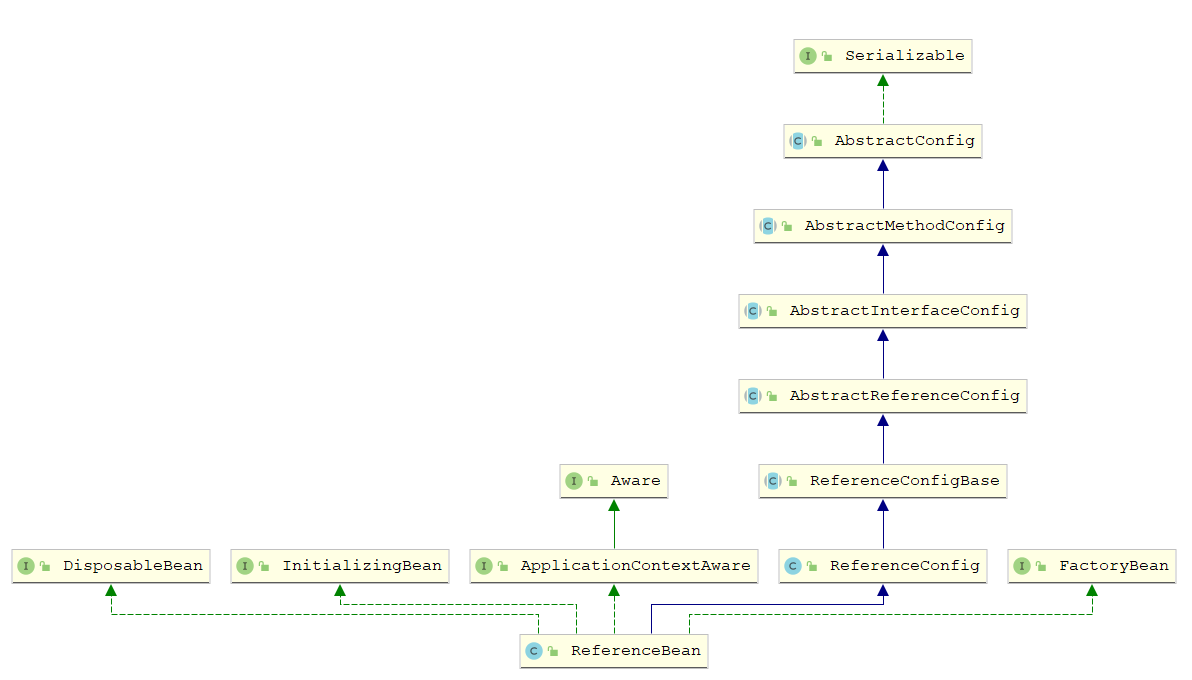 Serializable
AbstractConfig
AbstractMethodConfig
AbstractInterfaceConfig
AbstractReferenceConfig
Aware
ReferenceConfigBase
DisposableBean
InitializingBean
ApplicationContextAware
ReferenceConfig
FactoryBean
ReferenceBean